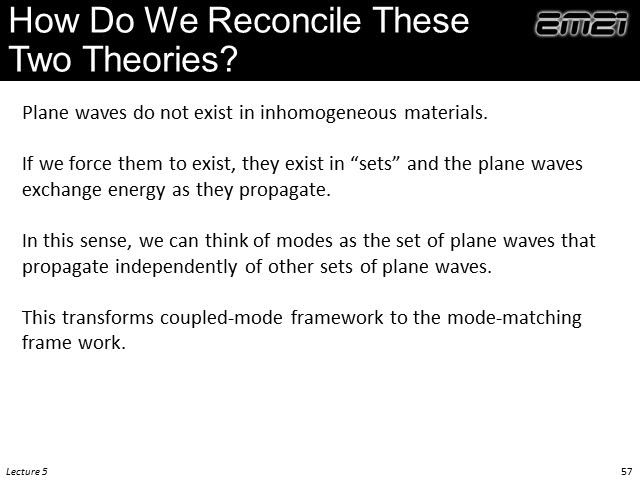 How Do We Reconcile These
Two Theories?
EM21
Plane waves do not exist in inhomogeneous materials.
If we force them to exist, they exist in “sets” and the plane waves
exchange energy as they propagate.
In this sense, we can think of modes as the set of plane waves that
propagate independently of other sets of plane waves.
This transforms coupled-mode framework to the mode-matching
frame work.
Lecture 5
57